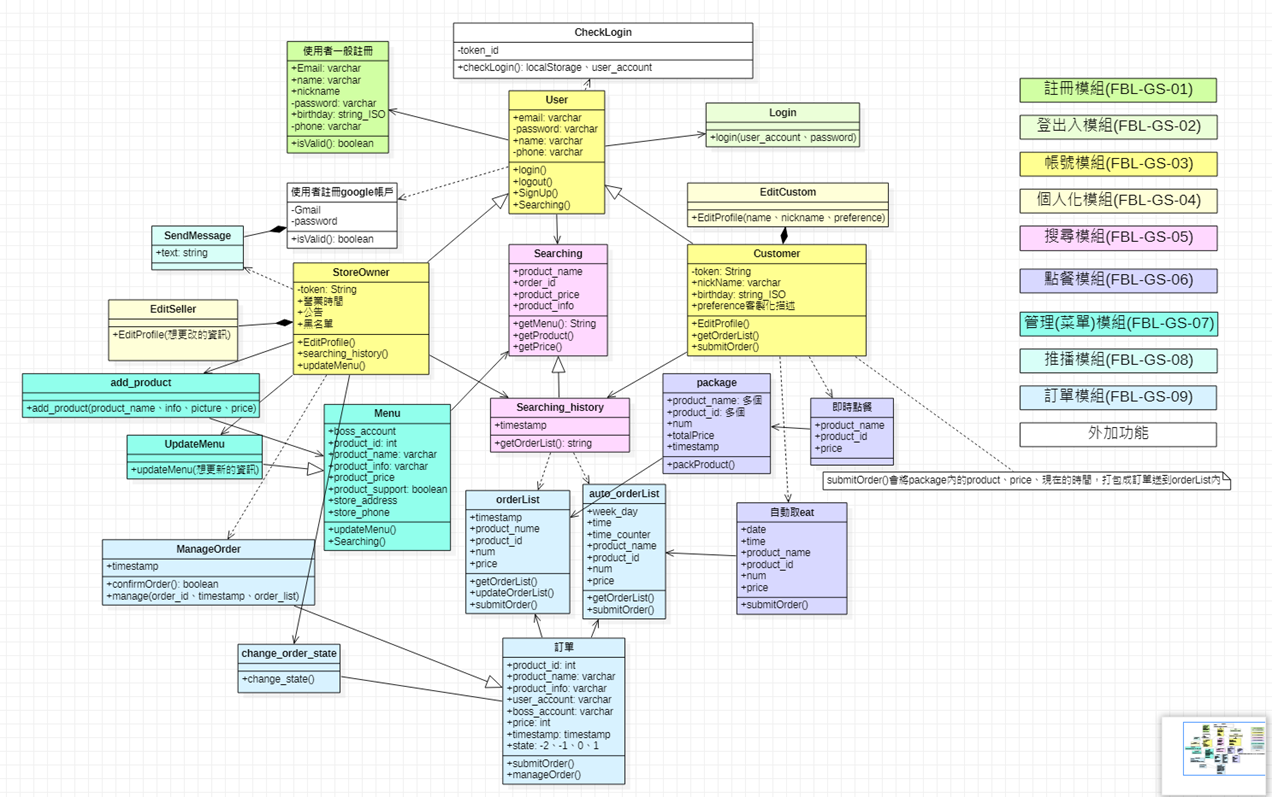 CheckLogin
-token_id
+checkLogin(): localStorage、user_account
使用者一般註冊
+Email: varchar
+name: varchar
+nickname
-password: varchar
+birthday: string_ISO
-phone: varchar
+isValid(): boolean
User
+email: varchar
-password: varchar
+name: varchar
-phone: varchar
+login()
+logout()
+SignUp()
+Searching()
Login
+login(user_account、password)
使用者註冊google帳戶
-Gmail
-password
+isValid(): boolean
SendMessage
+text: string
EditCustom
+EditProfile(name、nickname、preference)
StoreOwner
-token: String
+營業時間
+公告
+黑名單
+EditProfile()
+searching_history()
+updateMenu()
Searching
+product_name
+order_id
+product_price
+product_info
+getMenu(): String
+getProduct()
+getPrice()
Customer
-token: String
+nickName: varchar
+birthday: string_ISO
+preference客製化描述
+EditProfile()
+getOrderList()
+submitOrder()
EditSeller
+EditProfile(想更改的資訊)
add_product
+add_product(product_name、info、picture、price)
UpdateMenu
+updateMenu(想更新的資訊)
Menu
+boss_account
+product_id: int
+product_name: varchar
+product_info: varchar
+product_price
+product_support: boolean
+store_address
+store_phone
+updateMenu()
+Searching()
Searching_history
+timestamp
+getOrderList(): string
package
+product_name: 多個
+product_id: 多個
+num
+totalPrice
+timestamp
+packProduct()
即時點餐
+product_name
+product_id
+price
submitOrder()會將package內的product、price、現在的時間，打包成訂單送到orderList內
orderList
+timestamp
+product_nume
+product_id
+num
+price
+getOrderList()
+updateOrderList()
+submitOrder()
auto_orderList
+week_day
+time
+time_counter
+product_name
+product_id
+num
+price
+getOrderList()
+submitOrder()
自動取eat
+date
+time
+product_name
+product_id
+num
+price
+submitOrder()
ManageOrder
+timestamp
+confirmOrder(): boolean
+manage(order_id、timestamp、order_list)
change_order_state
+change_state()
訂單
+product_id: int
+product_name: varchar
+product_info: varchar
+user_account: varchar
+boss_account: varchar
+price: int
+timestamp: timestamp
+state: -2、-1、0、1
+submitOrder()
+manageOrder()
註冊模組(FBL-GS-01)
登出入模組(FBL-GS-02)
帳號模組(FBL-GS-03)
個人化模組(FBL-GS-04)
搜尋模組(FBL-GS-05)
點餐模組(FBL-GS-06)
管理(菜單)模組(FBL-GS-07)
推播模組(FBL-GS-08)
訂單模組(FBL-GS-09)
外加功能